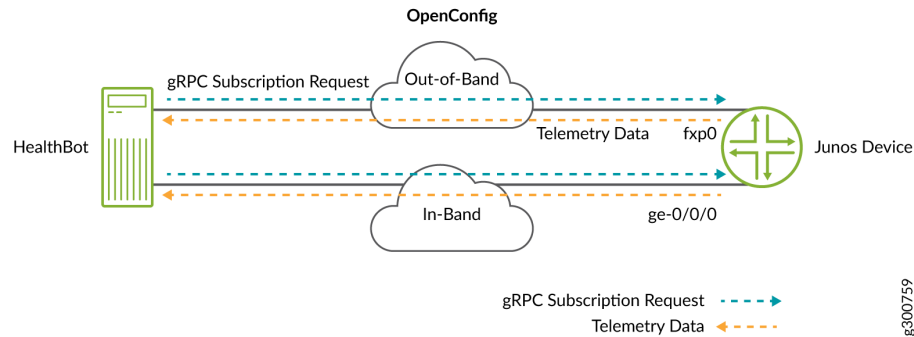 OpenConfig
gRPC Subscription Request
Out-of-Band
Telemetry Data
fxp0
HealthBot
Junos Device
In-Band
ge-0/0/0
gRPC Subscription Request
Telemetry Data
g300759